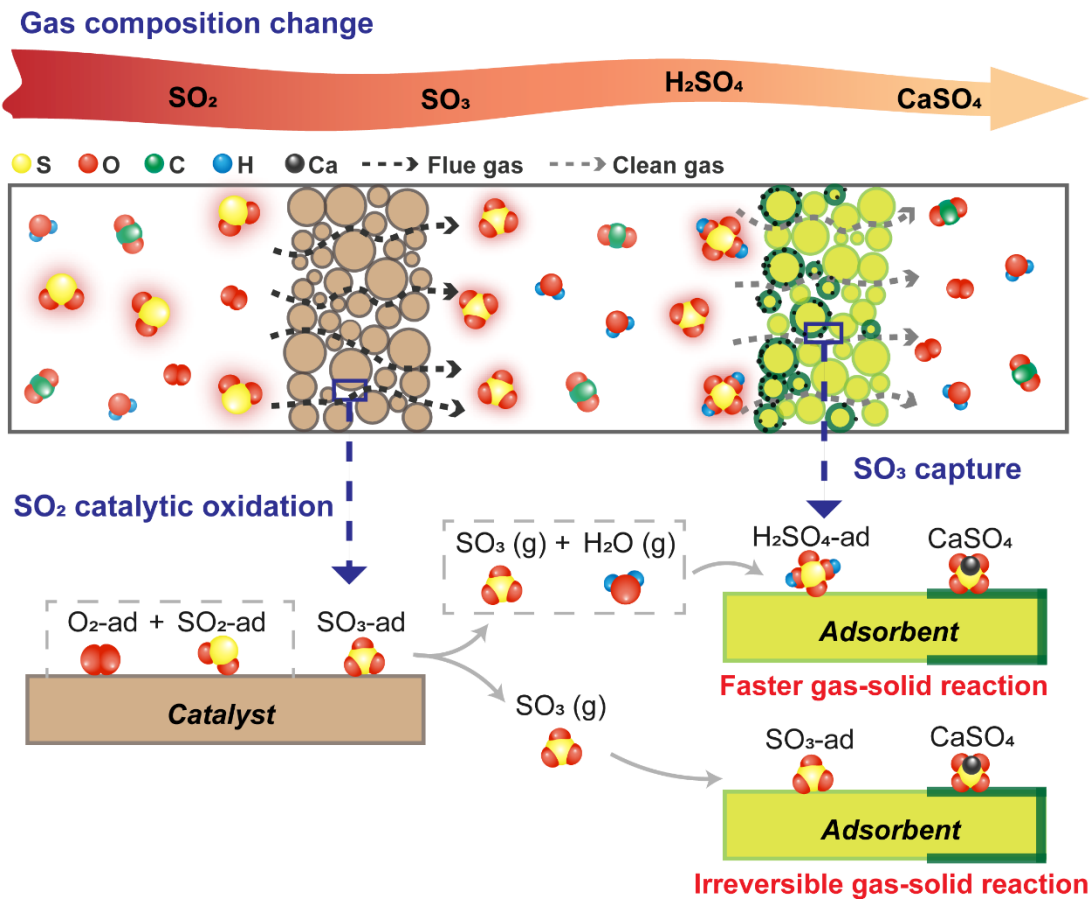 Gas composition change
SO₂
SO₃
H₂SO₄
CaSO₄
S O C H Ca Flue gas Clean gas
SO₂ catalytic oxidation
SO₃ capture
O₂-ad + SO₂-ad
SO₃-ad
Catalyst
SO₃ (g) + H₂O (g)
SO₃ (g)
H₂SO₄-ad
CaSO₄
Adsorbent
Faster gas-solid reaction
SO₃-ad
CaSO₄
Adsorbent
Irreversible gas-solid reaction